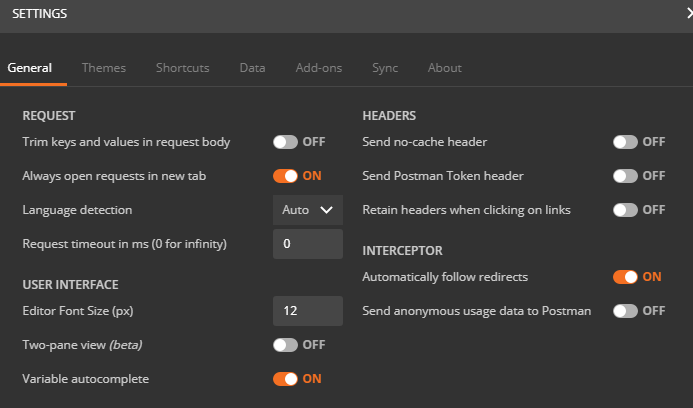 SETTINGS
General Themes Shortcuts Data Add-ons Sync About
REQUEST
Trim keys and values in request body OFF
Always open requests in new tab ON
Language detection Auto
Request timeout in ms (0 for infinity) 0
USER INTERFACE
Editor Font Size (px) 12
Two-pane view (beta) OFF
Variable autocomplete ON
HEADERS
Send no-cache header OFF
Send Postman Token header OFF
Retain headers when clicking on links OFF
INTERCEPTOR
Automatically follow redirects ON
Send anonymous usage data to Postman OFF